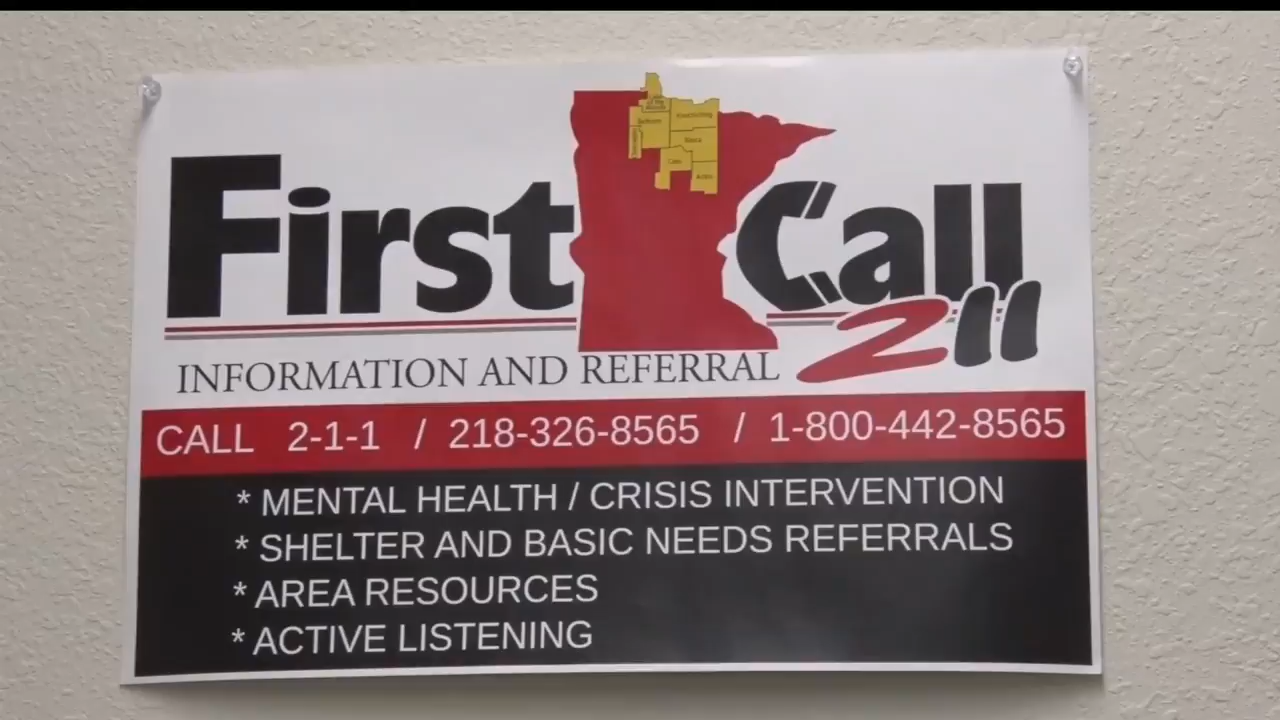 First Call
211
INFORMATION AND REFERRAL
CALL 2-1-1 / 218-326-8565 / 1-800-442-8565
* MENTAL HEALTH / CRISIS INTERVENTION
* SHELTER AND BASIC NEEDS REFERRALS
* AREA RESOURCES
* ACTIVE LISTENING